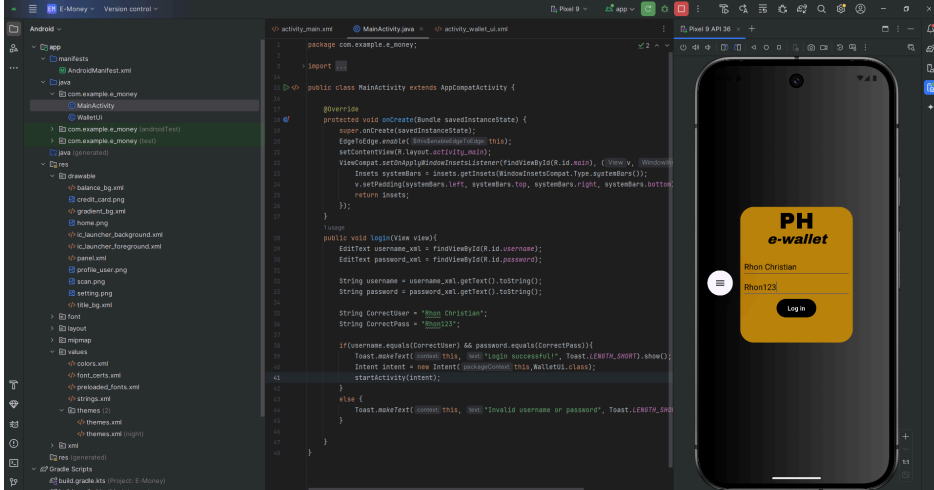 EM E-Money Version control
Pixel 9 app
Android
activity_main.xml MainActivity.java activity_wallet_ui.xml
Pixel 9 API 36
app
manifests
AndroidManifest.xml
java
com.example.e_money
MainActivity
WalletUi
com.example.e_money (androidTest)
com.example.e_money (test)
java (generated)
res
drawable
balance_bg.xml
credit_card.png
gradient_bg.xml
home.png
ic_launcher_background.xml
ic_launcher_foreground.xml
panel.xml
profile_user.png
scan.png
setting.png
title_bg.xml
font
layout
mipmap
values
colors.xml
font_certs.xml
preloaded_fonts.xml
strings.xml
themes (2)
themes.xml
themes.xml (night)
xml
res (generated)
Gradle Scripts
build.gradle.kts (Project: E-Money)
package com.example.e_money;
2
import ...
public class MainActivity extends AppCompatActivity {
@Override
protected void onCreate(Bundle savedInstanceState) {
super.onCreate(savedInstanceState);
EdgeToEdge.enable( $this$enableEdgeToEdge: this);
setContentView(R.layout.activity_main);
ViewCompat.setOnApplyWindowInsetsListener(findViewById(R.id.main), ( View v, WindowIn
Insets systemBars = insets.getInsets(WindowInsetsCompat.Type.systemBars());
v.setPadding(systemBars.left, systemBars.top, systemBars.right, systemBars.bottom)
return insets;
});
}
1 usage
public void login(View view){
EditText username_xml = findViewById(R.id.username);
EditText password_xml = findViewById(R.id.password);
String username = username_xml.getText().toString();
String password = password_xml.getText().toString();
String CorrectUser = "Rhon Christian";
String CorrectPass = "Rhon123";
if(username.equals(CorrectUser) && password.equals(CorrectPass)){
Toast.makeText( context: this, text: "Login successful!", Toast.LENGTH_SHORT).show();
Intent intent = new Intent( packageContext: this,WalletUi.class);
startActivity(intent);
}
else {
Toast.makeText( context: this, text: "Invalid username or password", Toast.LENGTH_SHO
}
}
}
PH
e-wallet
Rhon Christian
Rhon123
Log in
1:1